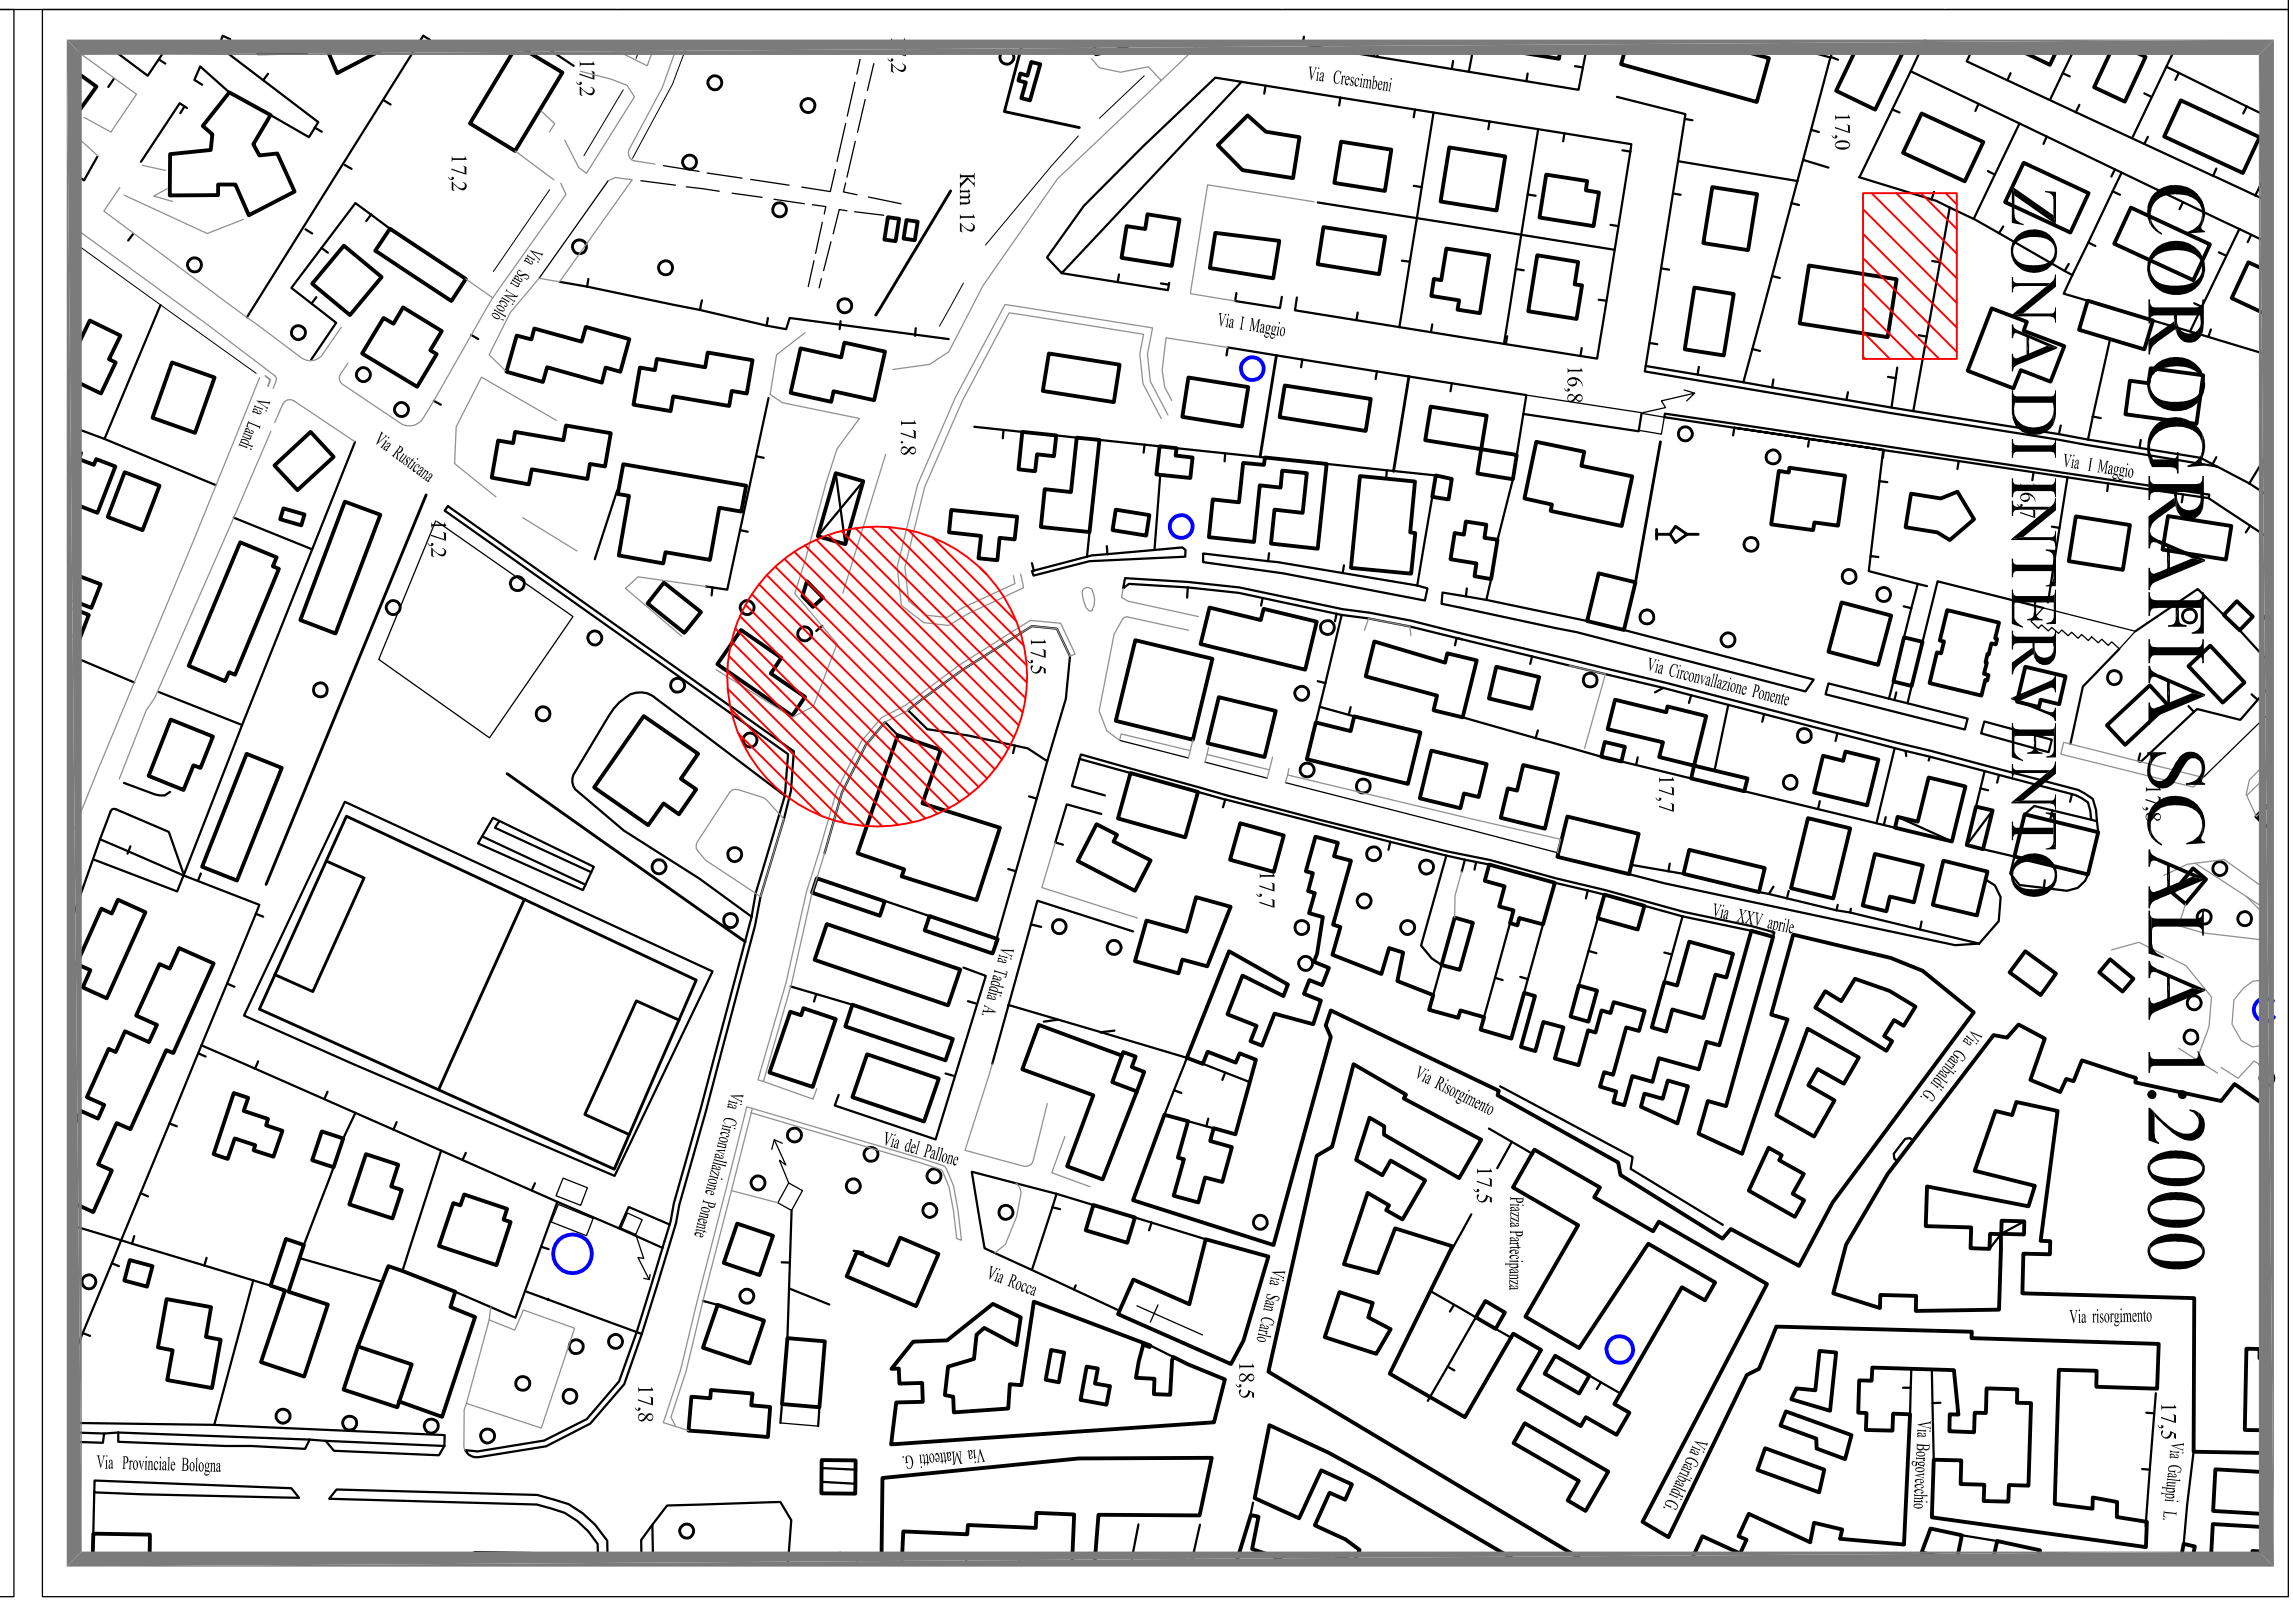 COROGRAFIA SCALA 1:2000
ZONA DI INTERVENTO
Via Crescimbeni
17,2
17,2
17,0
Km 12
Via San Nicolò
Via I Maggio
16,8
Via I Maggio
Via Landi
Via Rusticana
17.8
17,2
17,5
Via Circonvallazione Ponente
17,7
17,7
Via XXV aprile
Via Taddia A.
Via Garibaldi G.
Via Risorgimento
Via Circonvallazione Ponente
Via del Pallone
17,5
Piazza Partecipanza
Via Rocca
Via San Carlo
Via risorgimento
17,8
18,5
Via Matteotti G.
Via Garibaldi G.
Via Borgovecchio
17,5
Via Galuppi L.
Via Provinciale Bologna